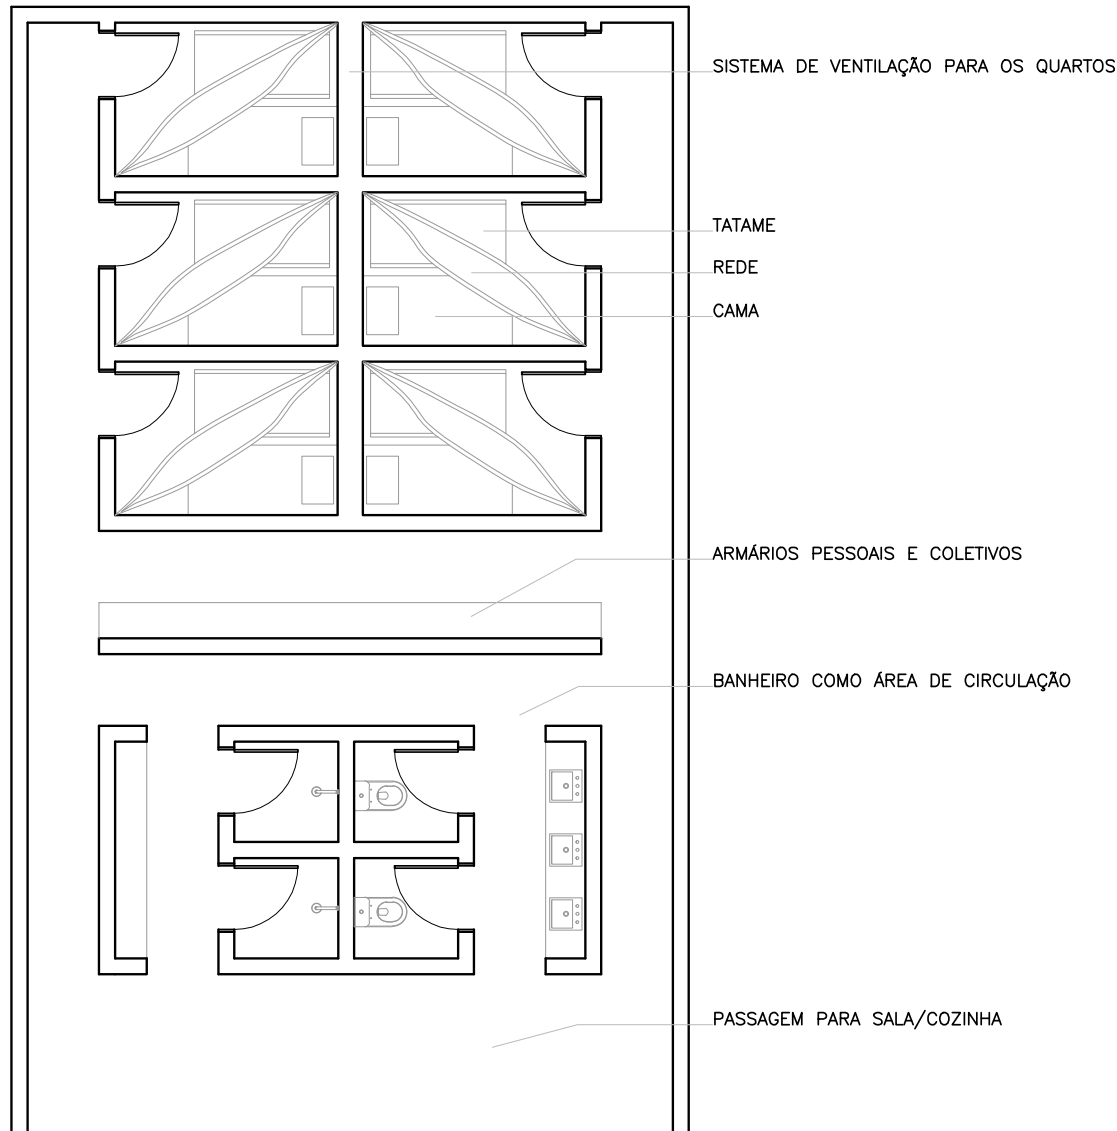 SISTEMA DE VENTILAÇÃO PARA OS QUARTOS
TATAME
REDE
CAMA
ARMÁRIOS PESSOAIS E COLETIVOS
BANHEIRO COMO ÁREA DE CIRCULAÇÃO
PASSAGEM PARA SALA/COZINHA